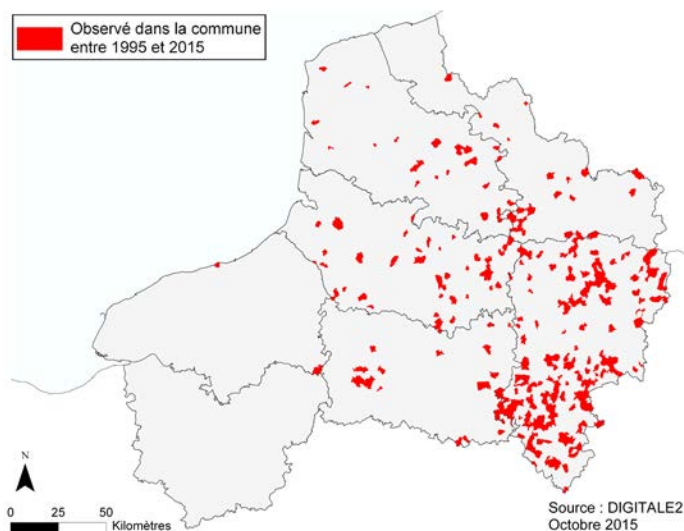 Observé dans la commune
entre 1995 et 2015
N
0 25 50
Kilomètres
Source : DIGITALE2
Octobre 2015